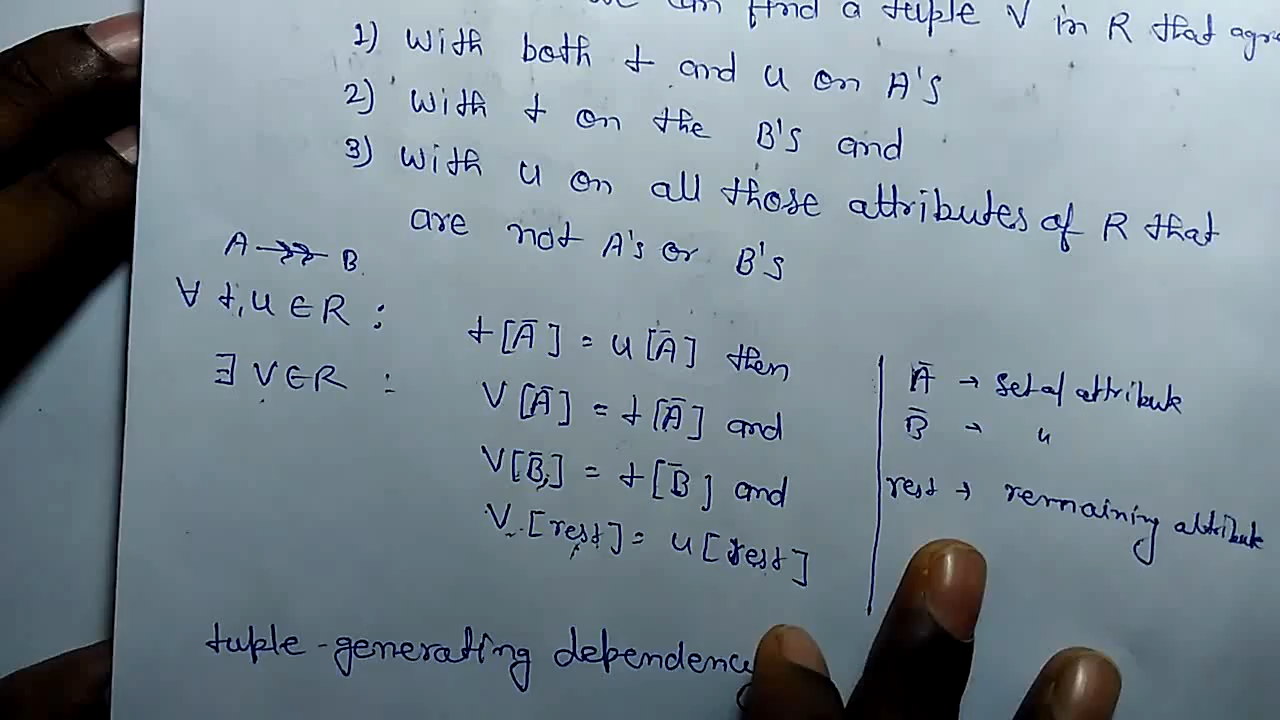 can find a tuple V in R that agre
1) With both t and u on A's
2) With t on the B's and
3) With u on all those attributes of R that
are not A's or B's
A →→ B
∀ t,u ∈ R :
t[Ā] = u[Ā] then
∃ V ∈ R :
V[Ā] = t[Ā] and
V[B̄] = t[B̄] and
V[rest] = u[rest]
Ā → set of attribute
B̄ → "
rest → remaining attribute
tuple-generating dependency